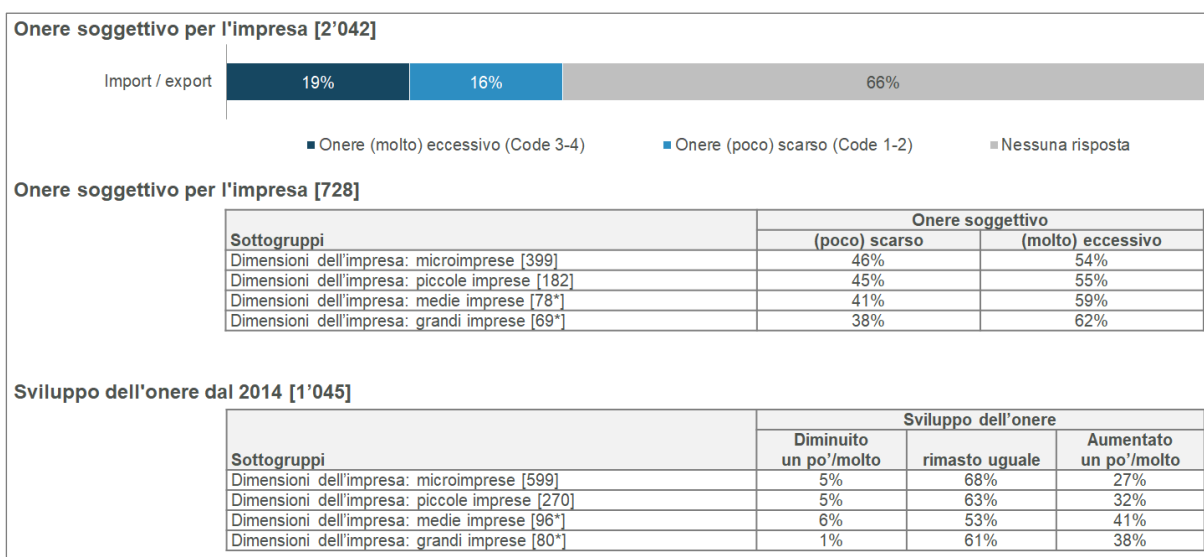 Onere soggettivo per l'impresa [2’042]
Import / export 19% 16% 66%
Onere (molto) eccessivo (Code 3-4) Onere (poco) scarso (Code 1-2) Nessuna risposta
Onere soggettivo per l'impresa [728]
Onere soggettivo
Sottogruppi (poco) scarso (molto) eccessivo
Dimensioni dell’impresa: microimprese [399] 46% 54%
Dimensioni dell’impresa: piccole imprese [182] 45% 55%
Dimensioni dell’impresa: medie imprese [78*] 41% 59%
Dimensioni dell’impresa: grandi imprese [69*] 38% 62%
Sviluppo dell'onere dal 2014 [1’045]
Sviluppo dell’onere
Diminuito Aumentato
Sottogruppi un po’/molto rimasto uguale un po’/molto
Dimensioni dell’impresa: microimprese [599] 5% 68% 27%
Dimensioni dell’impresa: piccole imprese [270] 5% 63% 32%
Dimensioni dell’impresa: medie imprese [96*] 6% 53% 41%
Dimensioni dell’impresa: grandi imprese [80*] 1% 61% 38%